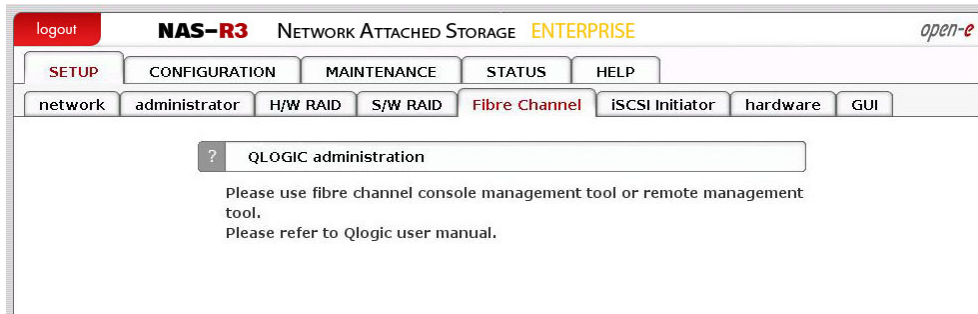 logout NAS-R3 NETWORK ATTACHED STORAGE ENTERPRISE open-e
SETUP CONFIGURATION MAINTENANCE STATUS HELP
network administrator H/W RAID S/W RAID Fibre Channel iSCSI Initiator hardware GUI
? QLOGIC administration
Please use fibre channel console management tool or remote management
tool.
Please refer to Qlogic user manual.